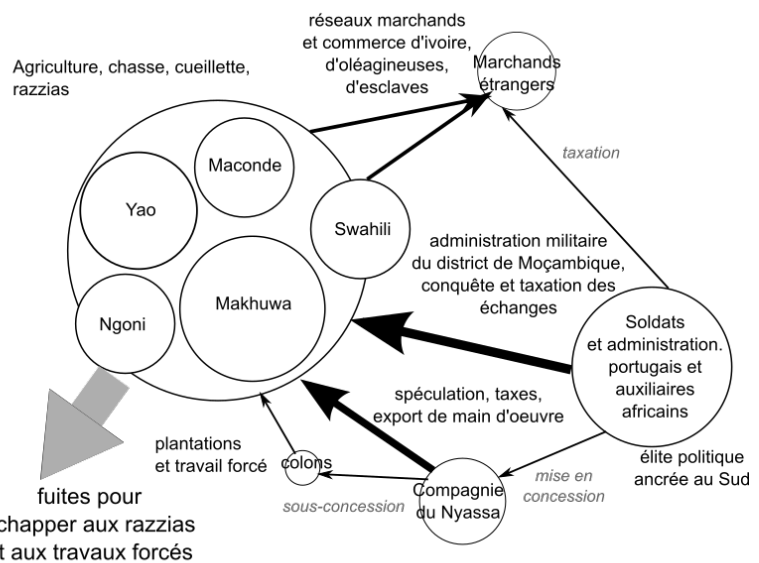 réseaux marchands
et commerce d'ivoire,
d'oléagineuses,
d'esclaves
Marchands
étrangers
Agriculture, chasse, cueillette,
razzias
taxation
Maconde
Yao
Swahili
Makhuwa
Ngoni
administration militaire
du district de Moçambique,
conquête et taxation des
échanges
Soldats
et administration.
portugais et
auxiliaires
africains
spéculation, taxes,
export de main d'oeuvre
élite politique
ancrée au Sud
plantations
et travail forcé
colons
sous-concession
Compagnie
du Nyassa
mise en
concession
fuites pour
chapper aux razzias
t aux travaux forcés